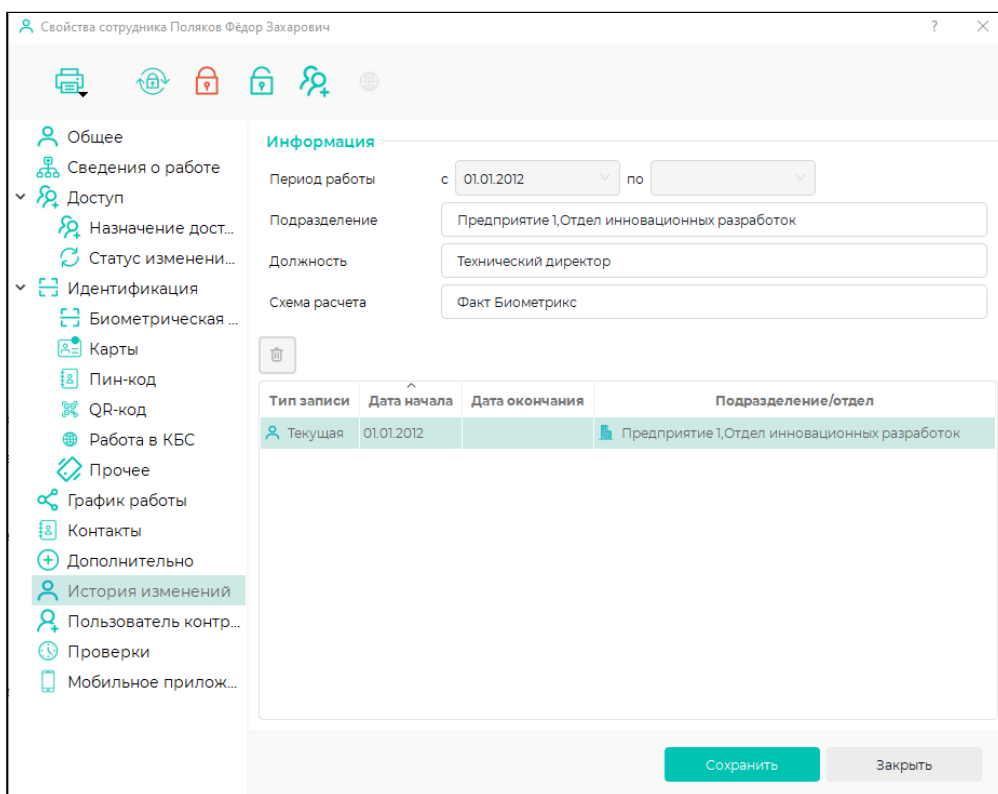 Свойства сотрудника Поляков Фёдор Захарович
?
Общее
Сведения о работе
Доступ
Назначение дост...
Статус изменени...
Идентификация
Биометрическая ...
Карты
Пин-код
QR-код
Работа в КБС
Прочее
График работы
Контакты
Дополнительно
История изменений
Пользователь контр...
Проверки
Мобильное прилож...
Информация
Период работы с 01.01.2012 по
Подразделение Предприятие 1,Отдел инновационных разработок
Должность Технический директор
Схема расчета Факт Биометрикс
Тип записи Дата начала Дата окончания Подразделение/отдел
Текущая 01.01.2012 Предприятие 1,Отдел инновационных разработок
Сохранить Закрыть